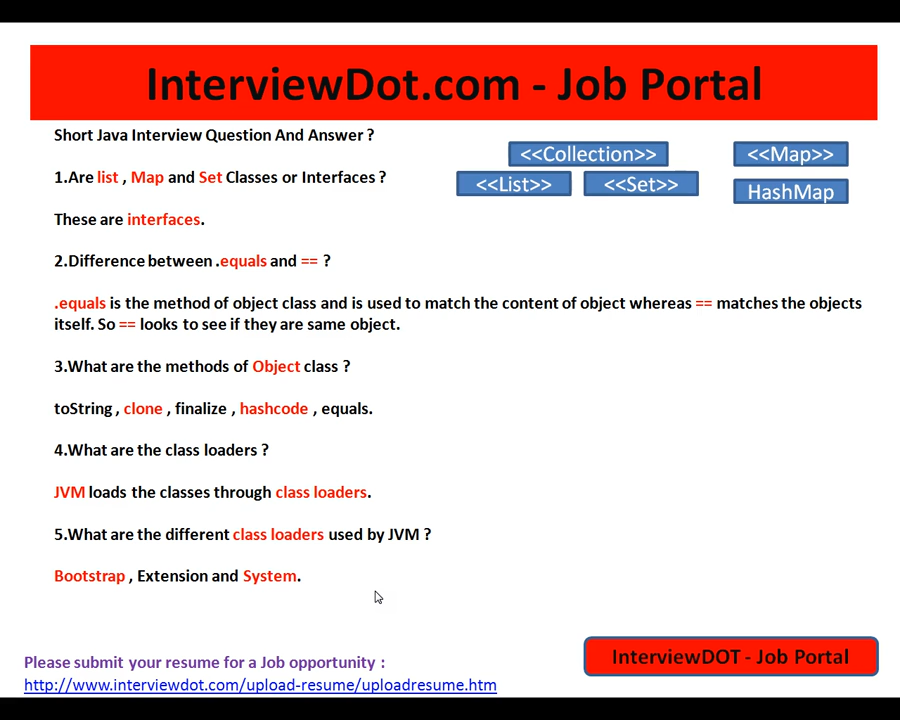 InterviewDot.com - Job Portal
Short Java Interview Question And Answer ?
<<Collection>>
<<Map>>
1.Are list , Map and Set Classes or Interfaces ?
<<List>>
<<Set>>
HashMap
These are interfaces.
2.Difference between .equals and == ?
.equals is the method of object class and is used to match the content of object whereas == matches the objects
itself. So == looks to see if they are same object.
3.What are the methods of Object class ?
toString , clone , finalize , hashcode , equals.
4.What are the class loaders ?
JVM loads the classes through class loaders.
5.What are the different class loaders used by JVM ?
Bootstrap , Extension and System.
InterviewDOT - Job Portal
Please submit your resume for a Job opportunity :
http://www.interviewdot.com/upload-resume/uploadresume.htm